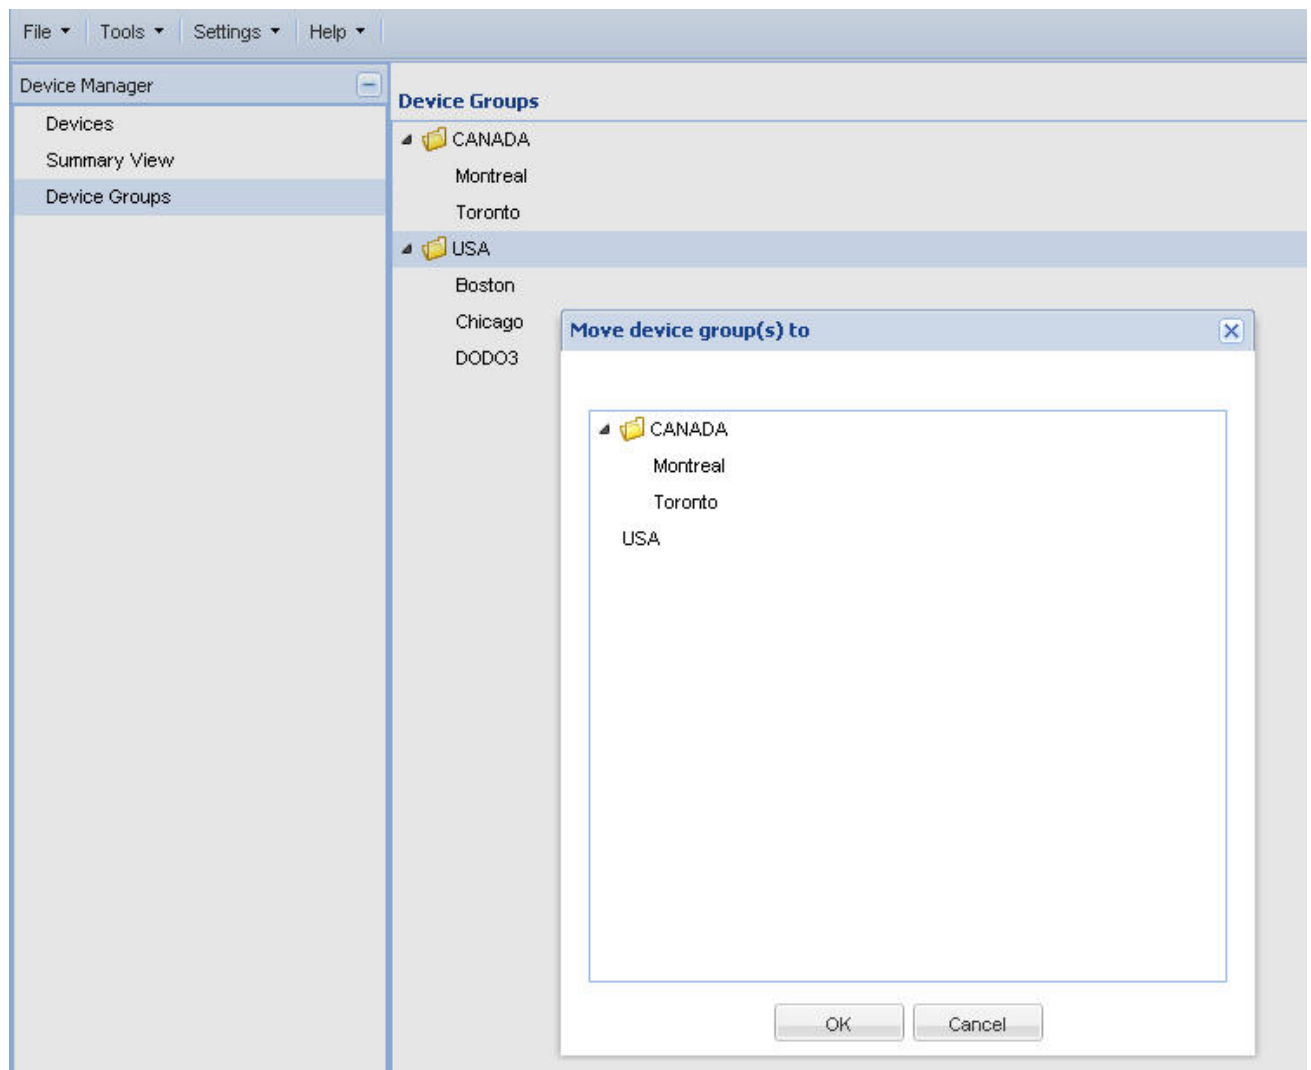 File Tools Settings Help
Device Manager
Devices
Summary View
Device Groups
Device Groups
CANADA
Montreal
Toronto
USA
Boston
Chicago
DODO3
Move device group(s) to
CANADA
Montreal
Toronto
USA
OK Cancel